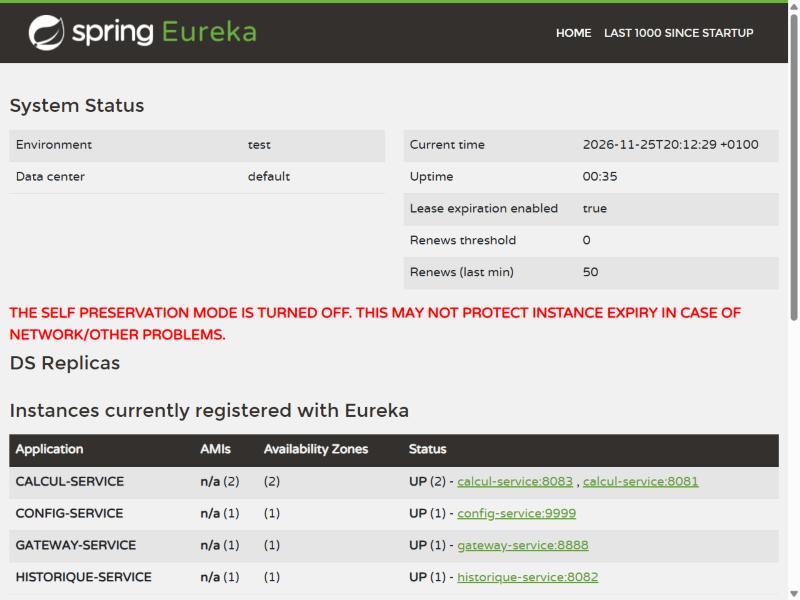 spring Eureka
HOME LAST 1000 SINCE STARTUP
System Status
Environment test
Data center default
Current time 2026-11-25T20:12:29 +0100
Uptime 00:35
Lease expiration enabled true
Renews threshold 0
Renews (last min) 50
THE SELF PRESERVATION MODE IS TURNED OFF. THIS MAY NOT PROTECT INSTANCE EXPIRY IN CASE OF
NETWORK/OTHER PROBLEMS.
DS Replicas
Instances currently registered with Eureka
Application AMIs Availability Zones Status
CALCUL-SERVICE n/a (2) (2) UP (2) - calcul-service:8083 , calcul-service:8081
CONFIG-SERVICE n/a (1) (1) UP (1) - config-service:9999
GATEWAY-SERVICE n/a (1) (1) UP (1) - gateway-service:8888
HISTORIQUE-SERVICE n/a (1) (1) UP (1) - historique-service:8082